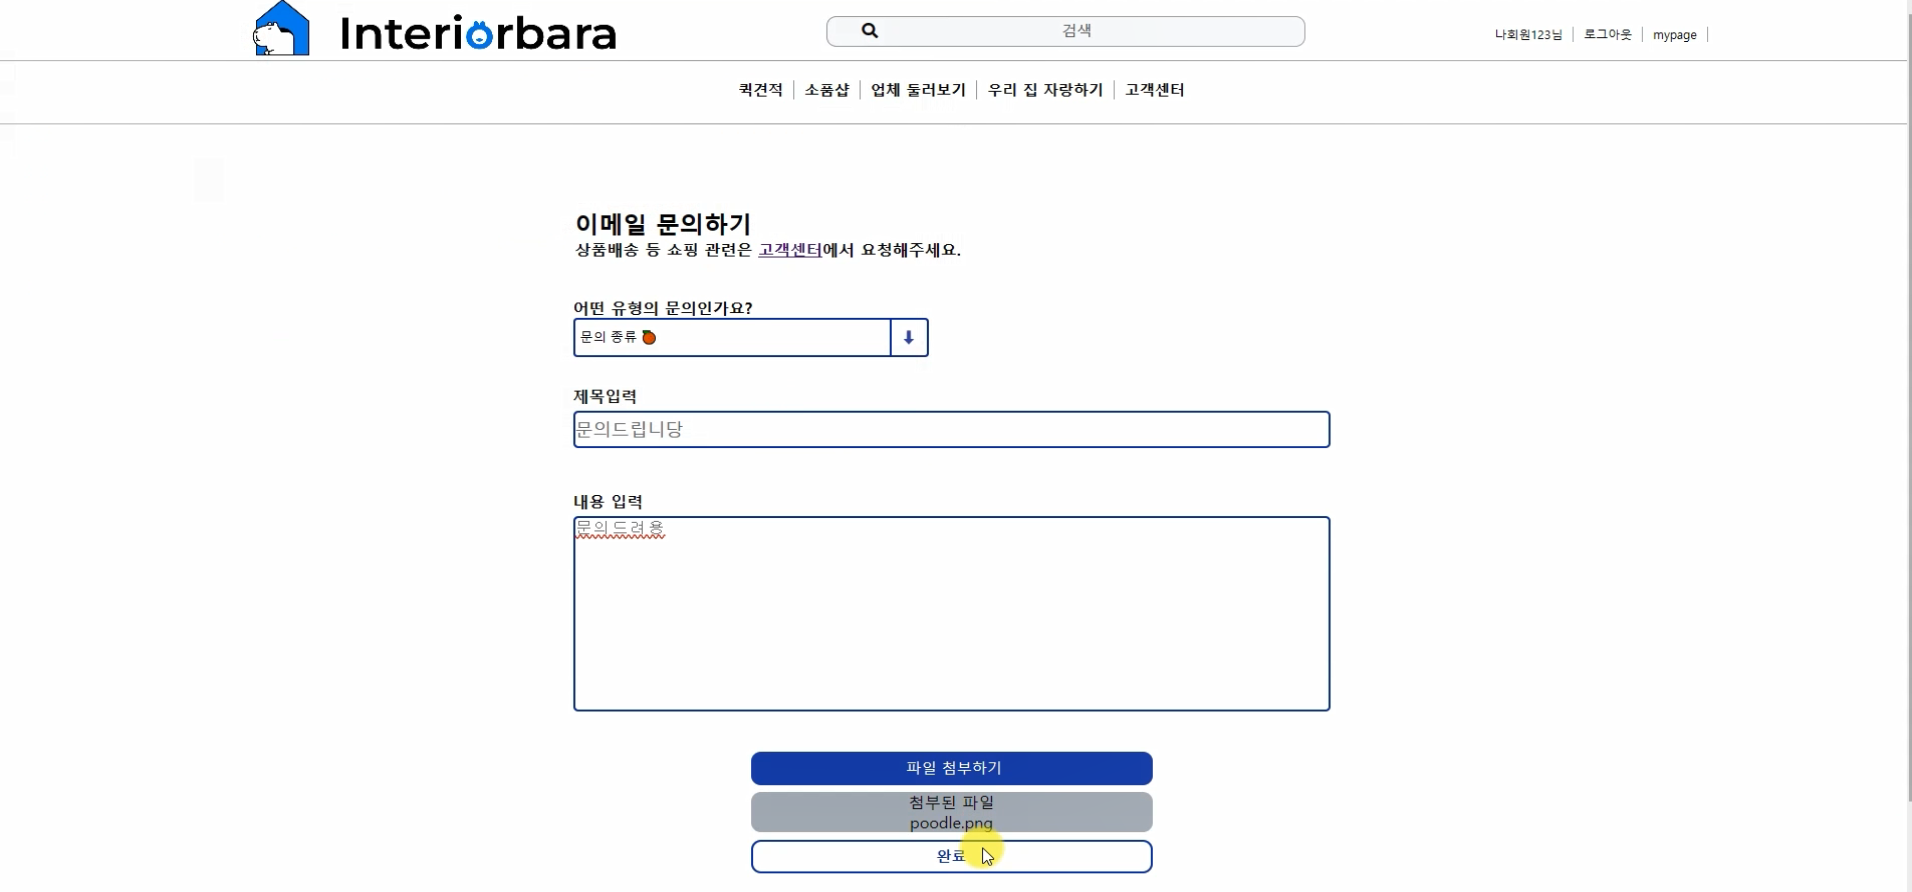 Interiorbara
검색
나회원123님 로그아웃 mypage
퀵견적 소품샵 업체 둘러보기 우리 집 자랑하기 고객센터
이메일 문의하기
상품배송 등 쇼핑 관련은 고객센터에서 요청해주세요.
어떤 유형의 문의인가요?
문의 종류 🍊
제목입력
문의드립니당
내용 입력
문의드려용
파일 첨부하기
첨부된 파일
poodle.png
완료